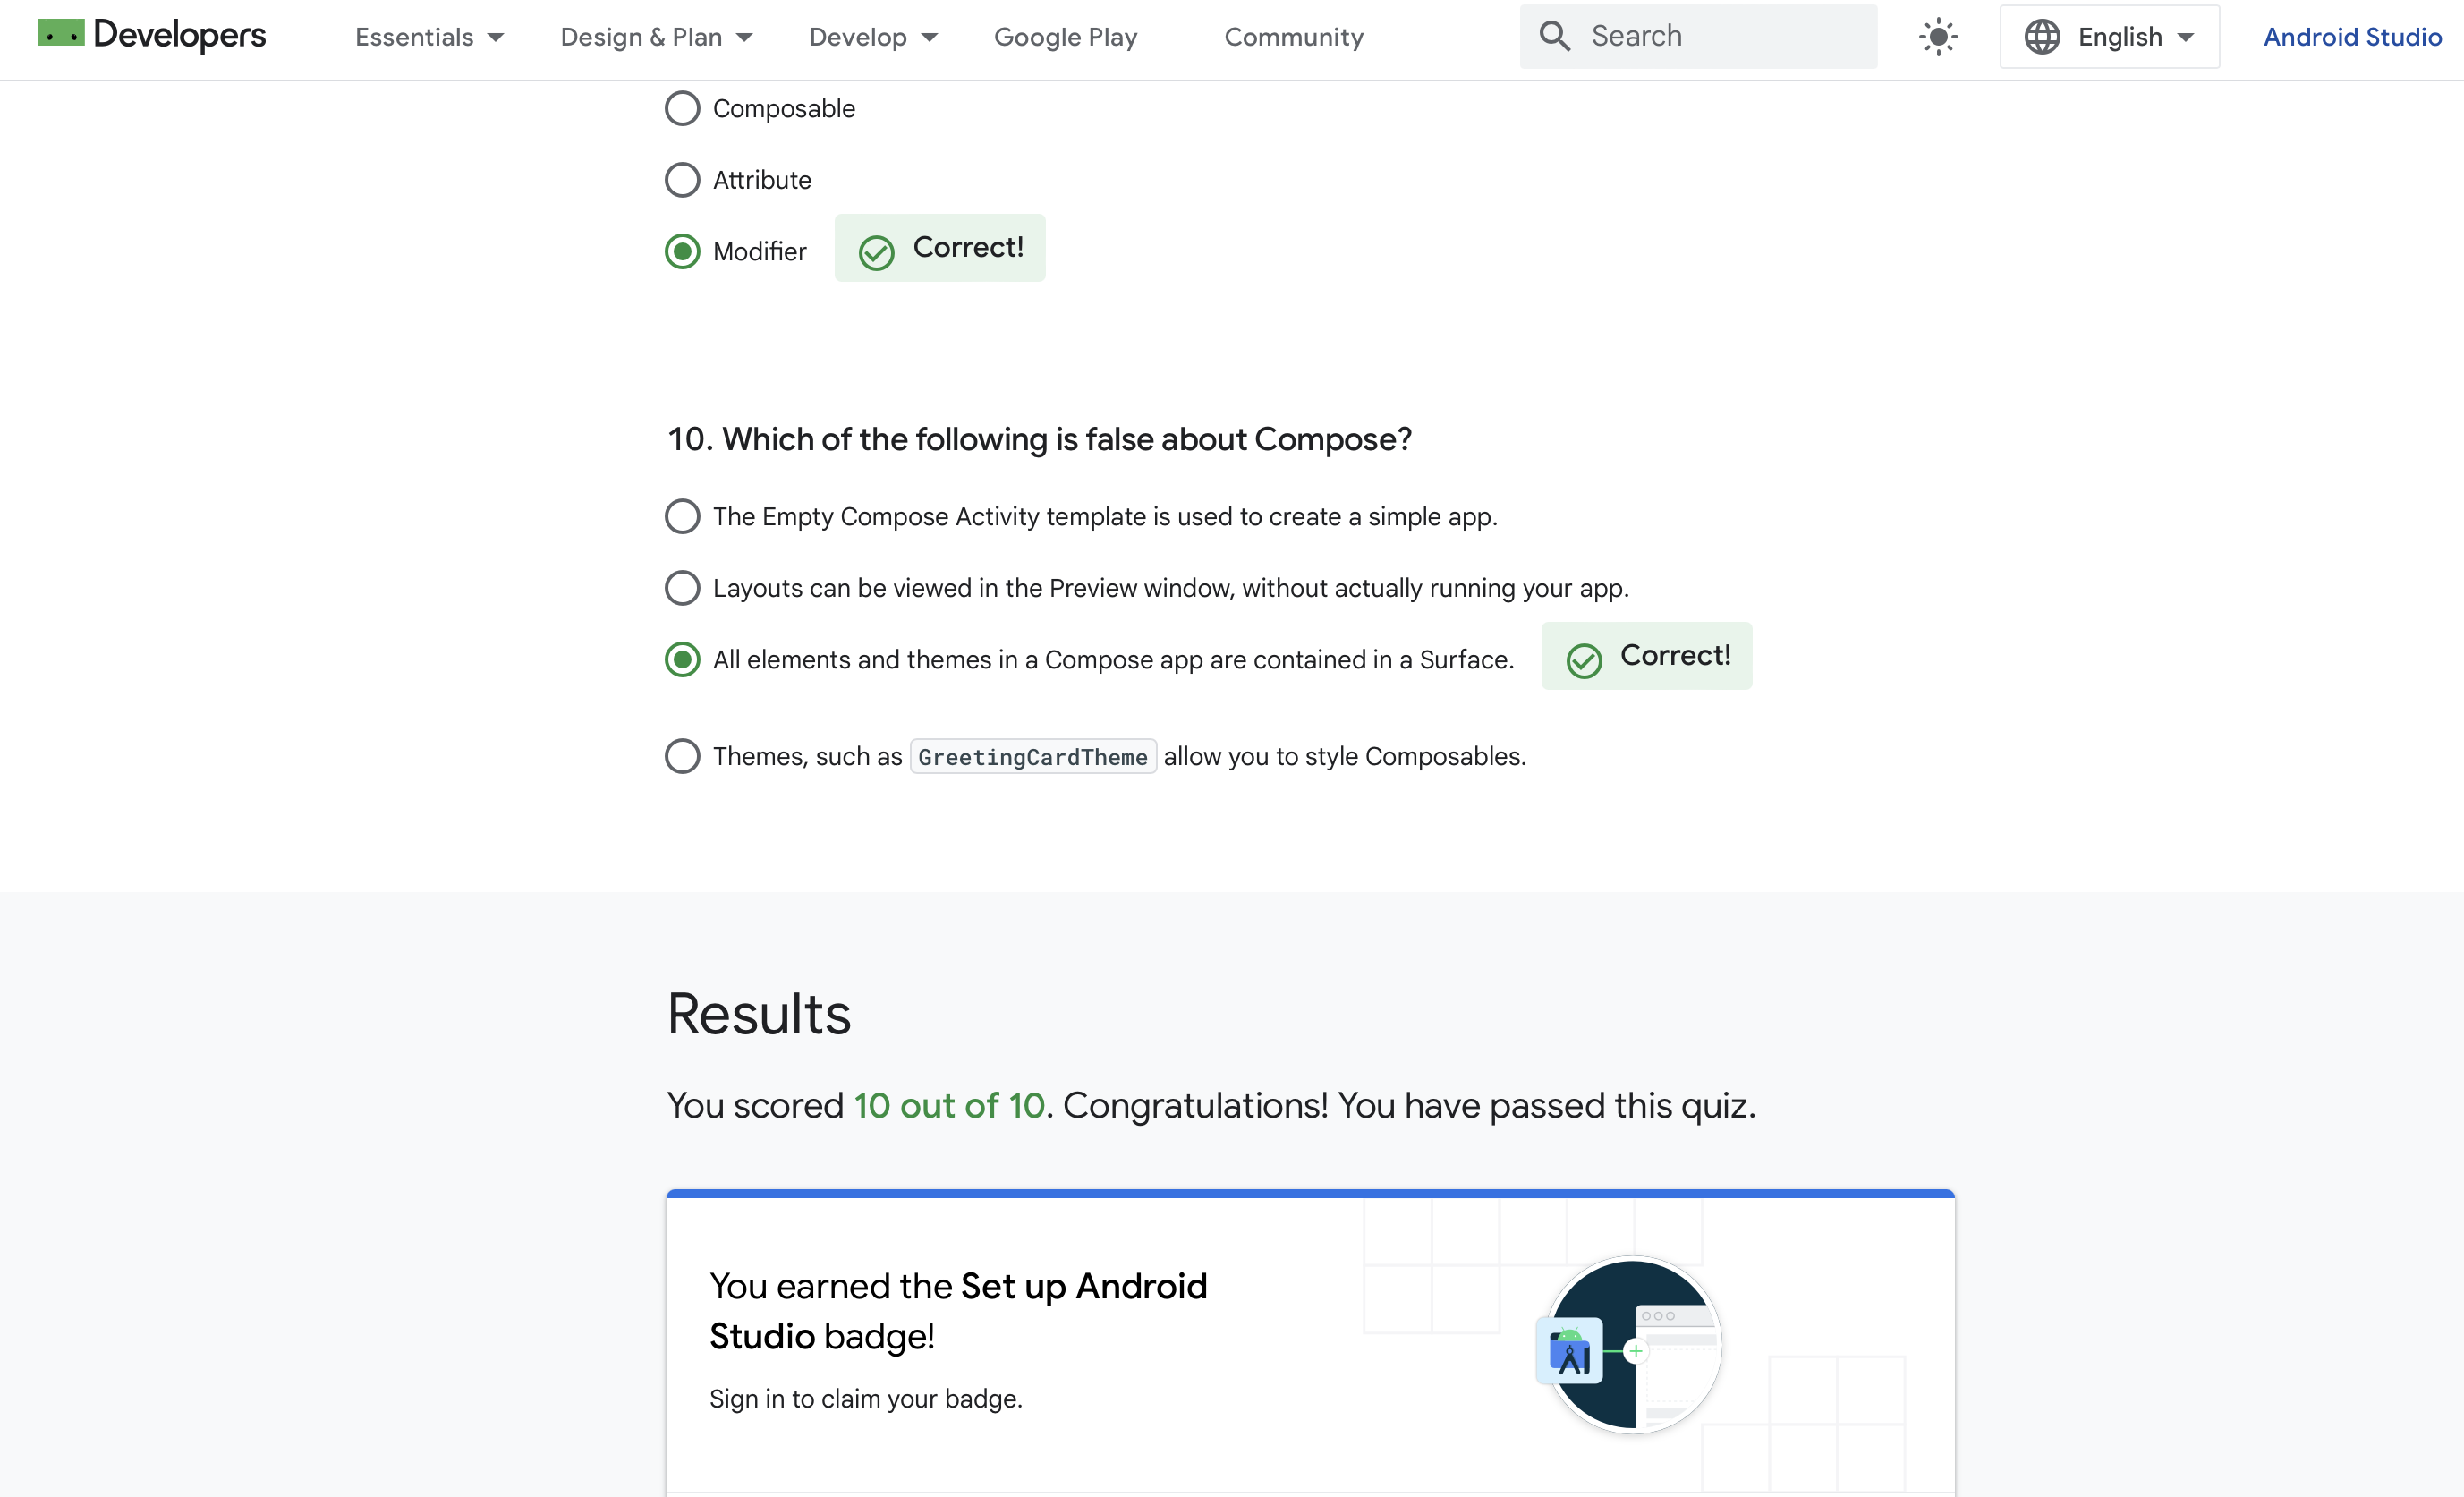 Developers Essentials Design & Plan Develop Google Play Community Search English Android Studio
Composable
Attribute
Modifier Correct!
10. Which of the following is false about Compose?
The Empty Compose Activity template is used to create a simple app.
Layouts can be viewed in the Preview window, without actually running your app.
All elements and themes in a Compose app are contained in a Surface. Correct!
Themes, such as GreetingCardTheme allow you to style Composables.
Results
You scored 10 out of 10. Congratulations! You have passed this quiz.
You earned the Set up Android
Studio badge!
Sign in to claim your badge.